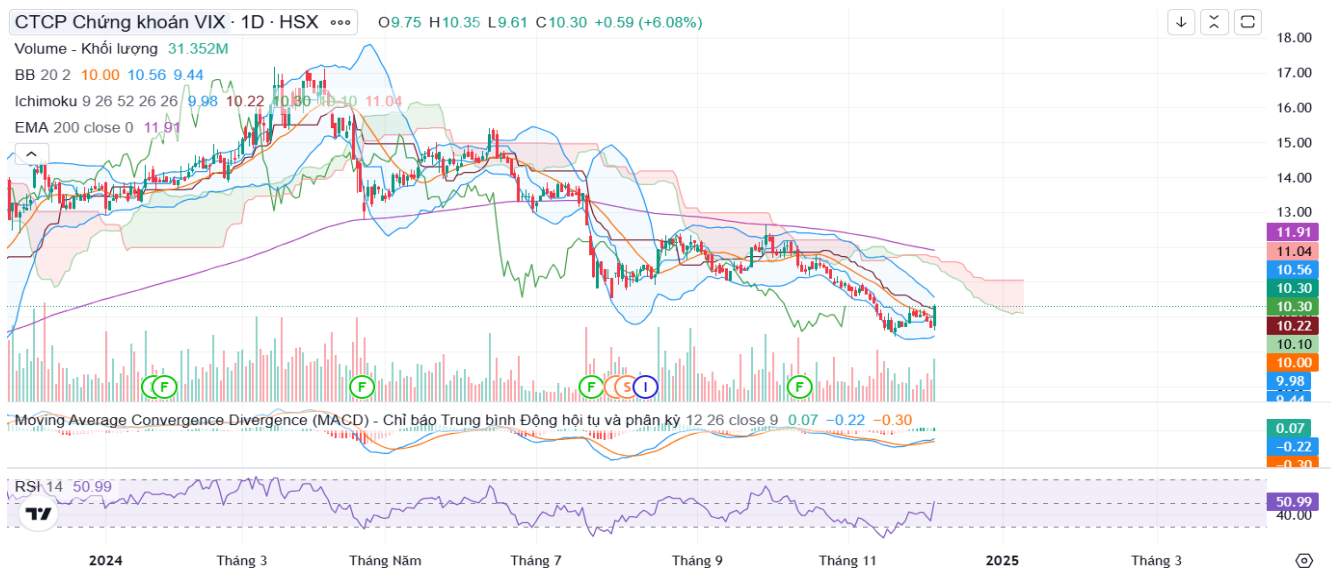 CTCP Chứng khoán VIX · 1D · HSX O9.75 H10.35 L9.61 C10.30 +0.59 (+6.08%)
Volume - Khối lượng 31.352M
BB 20 2 10.00 10.56 9.44
Ichimoku 9 26 52 26 26 9.98 10.22 10.30 10.10 11.04
EMA 200 close 0 11.91
18.00
17.00
16.00
15.00
14.00
13.00
11.91
11.04
10.56
10.30
10.30
10.22
10.10
10.00
9.98
9.44
F
F
F
S
I
F
Moving Average Convergence Divergence (MACD) - Chỉ báo Trung bình Động hội tụ và phân kỳ 12 26 close 9 0.07 −0.22 −0.30
0.07
−0.22
−0.30
RSI 14 50.99
50.99
40.00
2024 Tháng 3 Tháng Năm Tháng 7 Tháng 9 Tháng 11 2025 Tháng 3